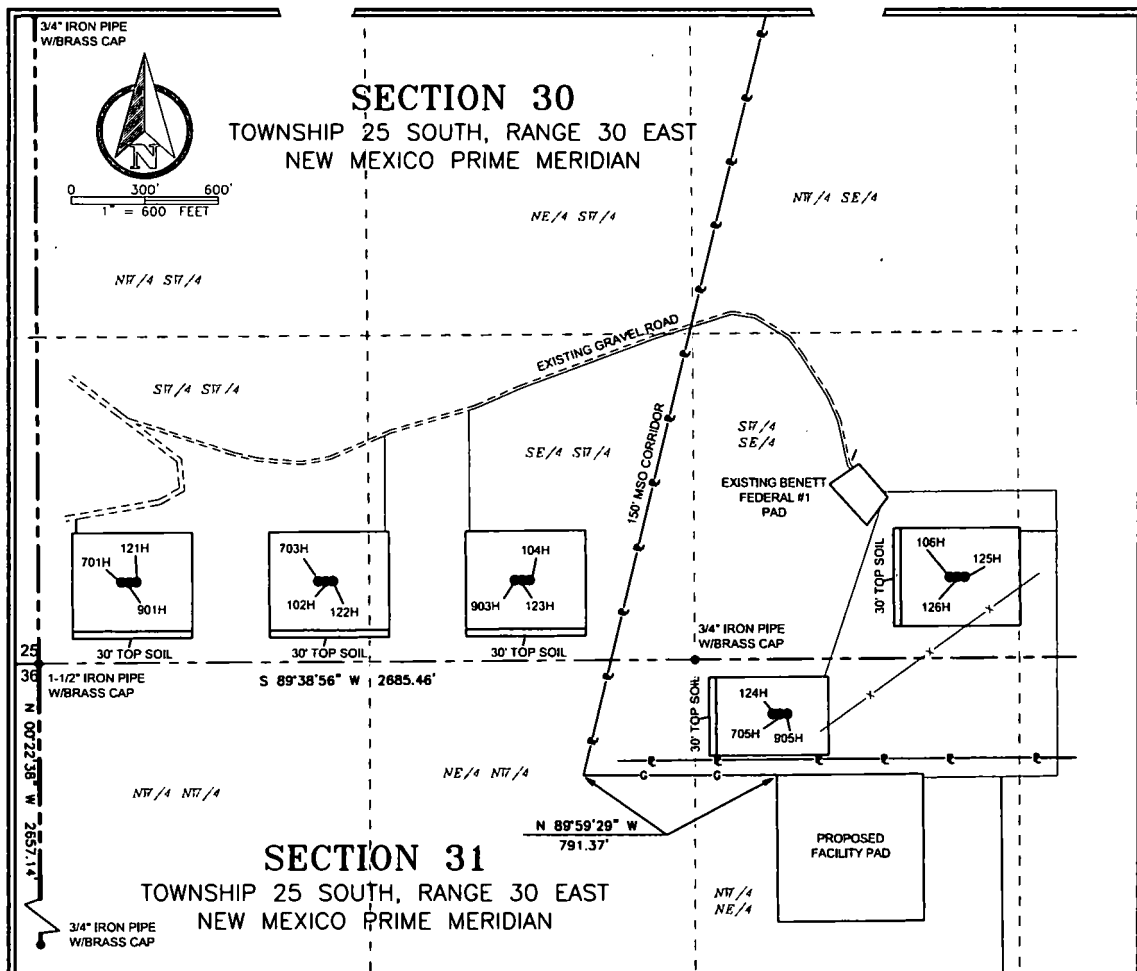 3/4" IRON PIPE
W/BRASS CAP
N
0 300' 600'
1" = 600 FEET
SECTION 30
TOWNSHIP 25 SOUTH, RANGE 30 EAST
NEW MEXICO PRIME MERIDIAN
NW/4 SW/4
NE/4 SW/4
NW/4 SE/4
EXISTING GRAVEL ROAD
SW/4 SW/4
SE/4 SW/4
150' MSO CORRIDOR
SW/4
SE/4
EXISTING BENETT
FEDERAL #1
PAD
701H
121H
901H
30' TOP SOIL
703H
102H
122H
30' TOP SOIL
104H
903H
123H
30' TOP SOIL
106H
125H
126H
30' TOP SOIL
25
36
1-1/2" IRON PIPE
W/BRASS CAP
S 89°38'56" W 2685.46'
3/4" IRON PIPE
W/BRASS CAP
30' TOP SOIL
124H
705H
905H
X
X
X
N 00°22'38" W 2657.14'
NW/4 NW/4
NE/4 NW/4
G G
N 89°59'29" W
791.37'
PROPOSED
FACILITY PAD
NW/4
NE/4
SECTION 31
TOWNSHIP 25 SOUTH, RANGE 30 EAST
NEW MEXICO PRIME MERIDIAN
3/4" IRON PIPE
W/BRASS CAP